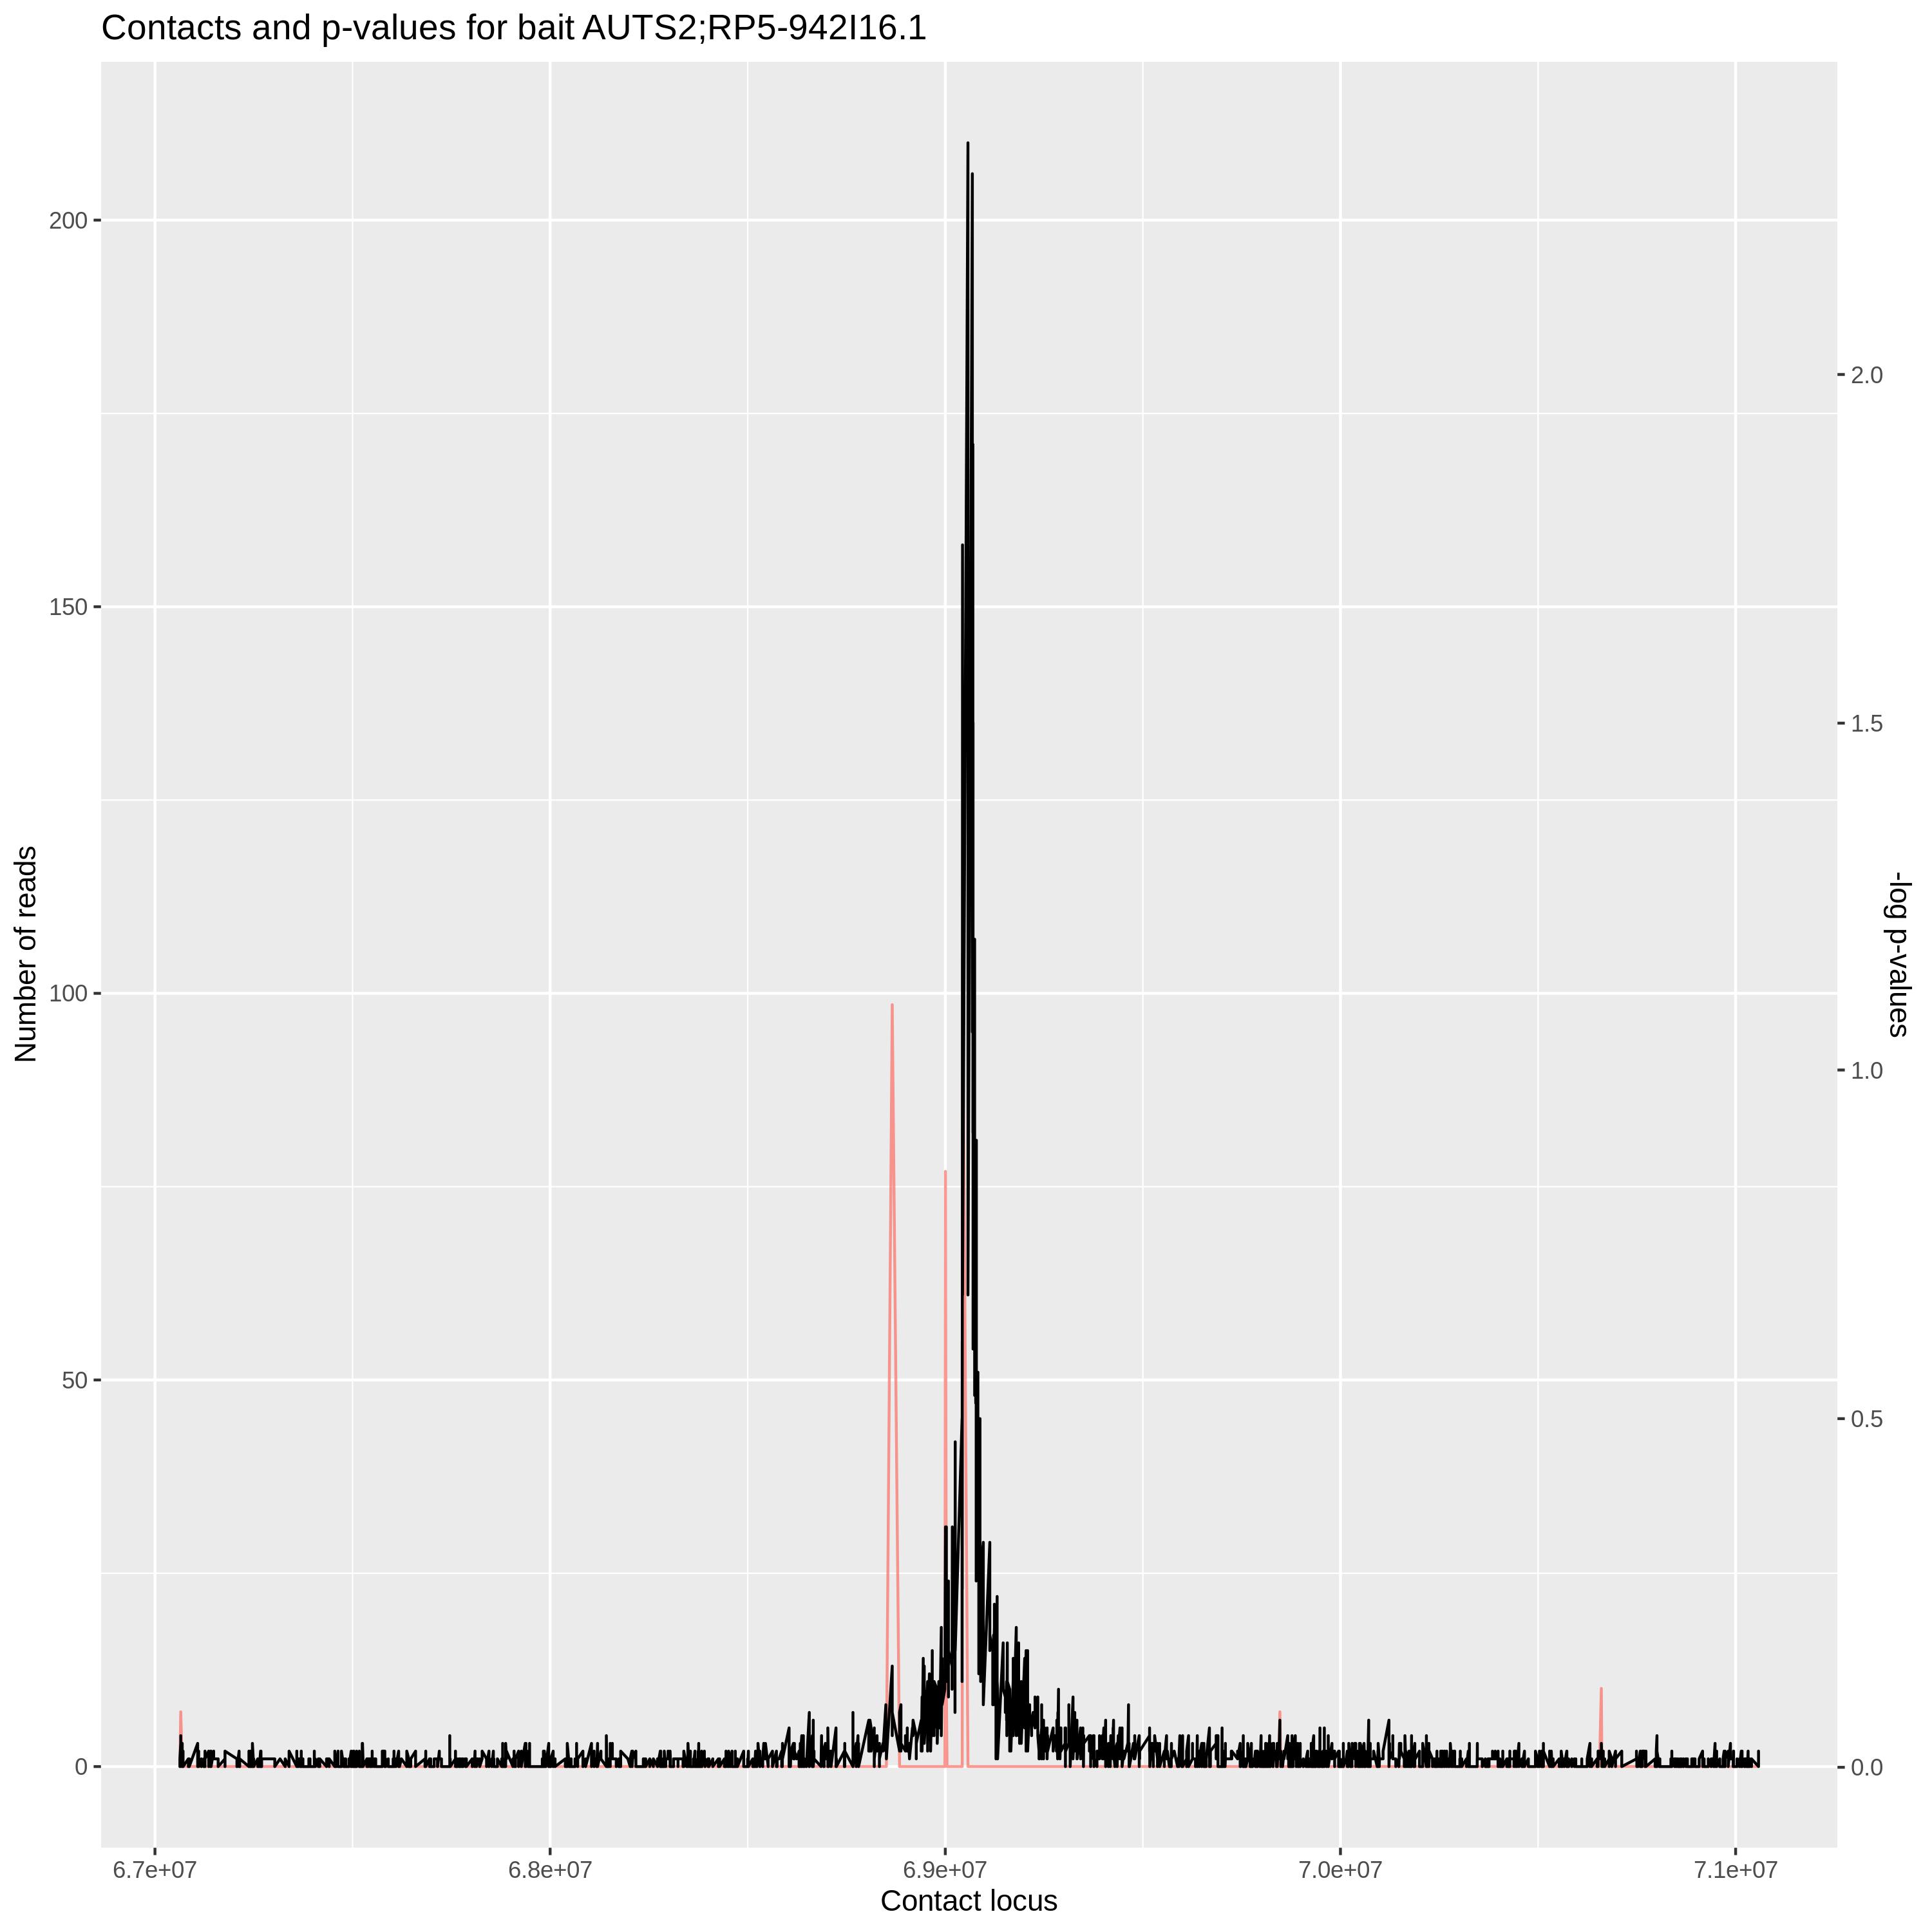 Contacts and p-values for bait AUTS2;RP5-942I16.1
200
150
100
50
0
Number of reads
2.0
1.5
1.0
0.5
0.0
-log p-values
6.7e+07 6.8e+07 6.9e+07 7.0e+07 7.1e+07
Contact locus